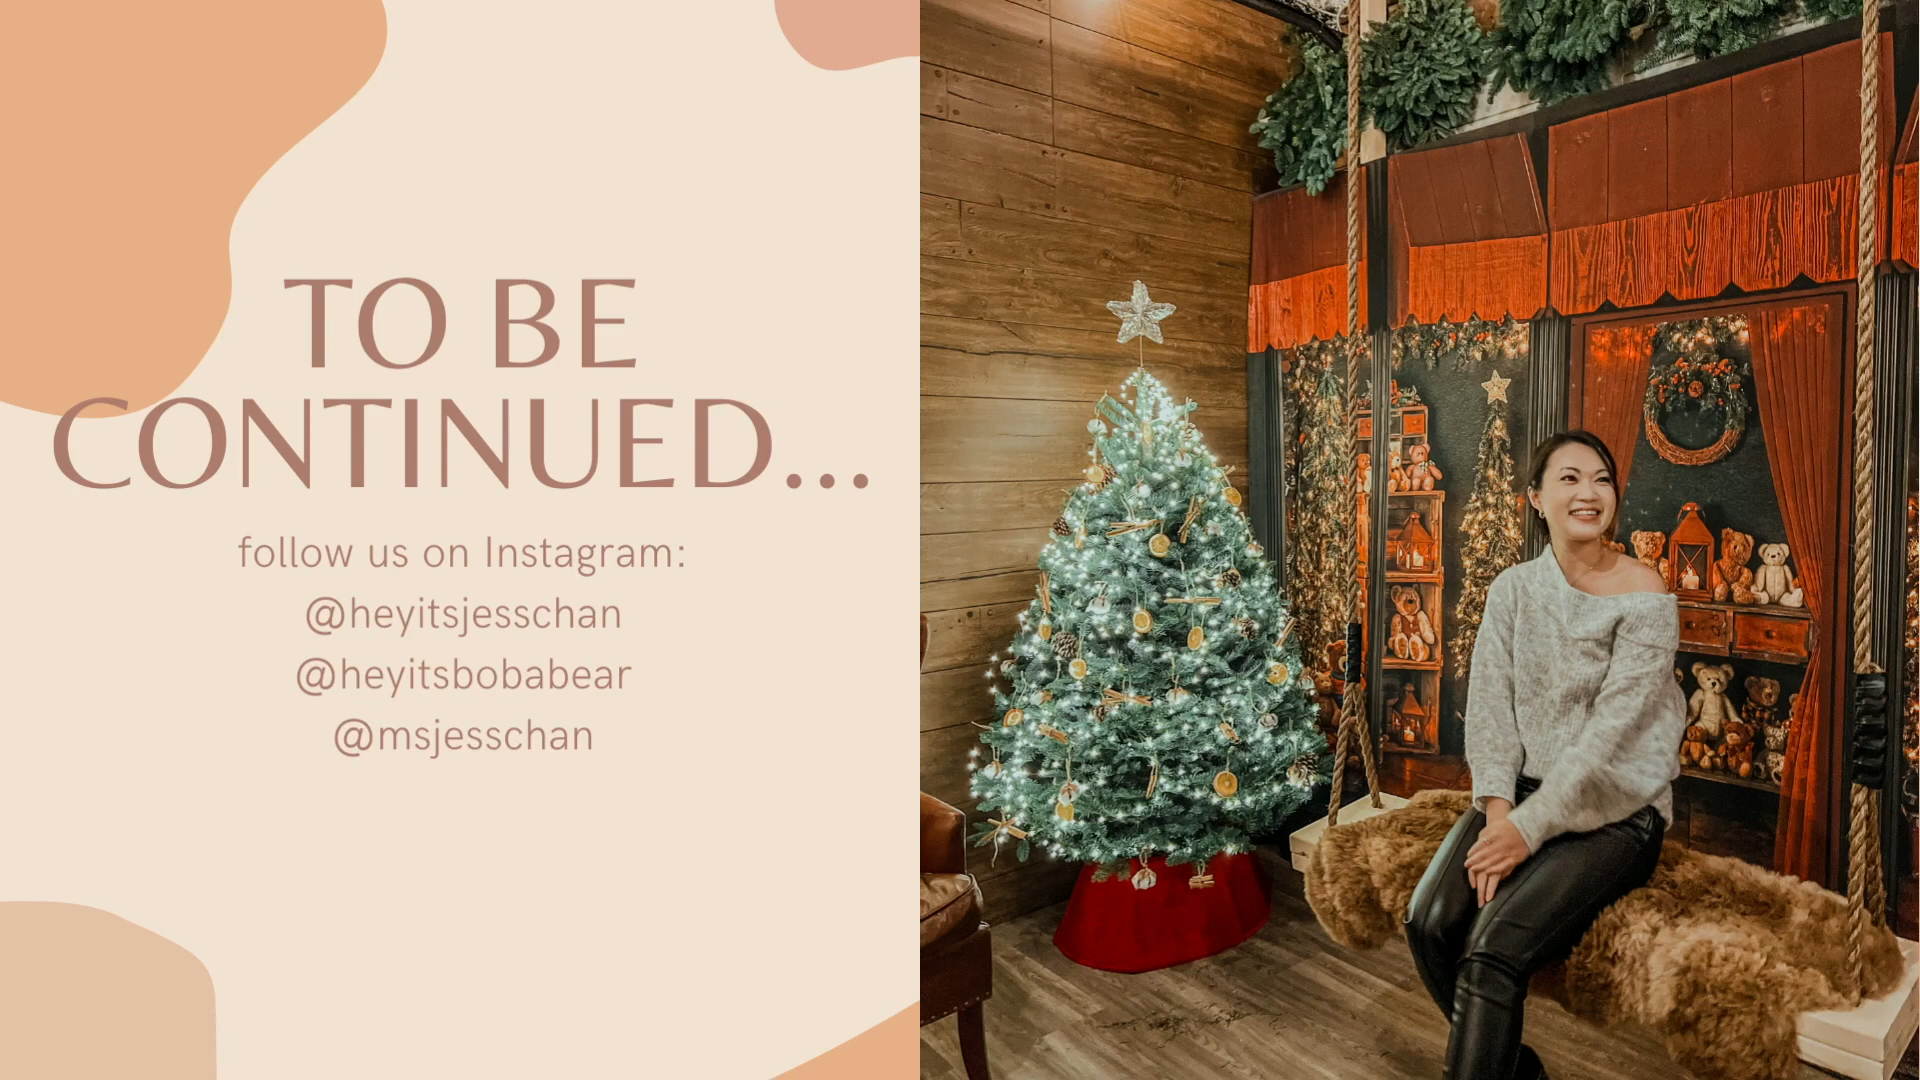 TO BE
CONTINUED...
follow us on Instagram:
@heyitsjesschan
@heyitsbobabear
@msjesschan